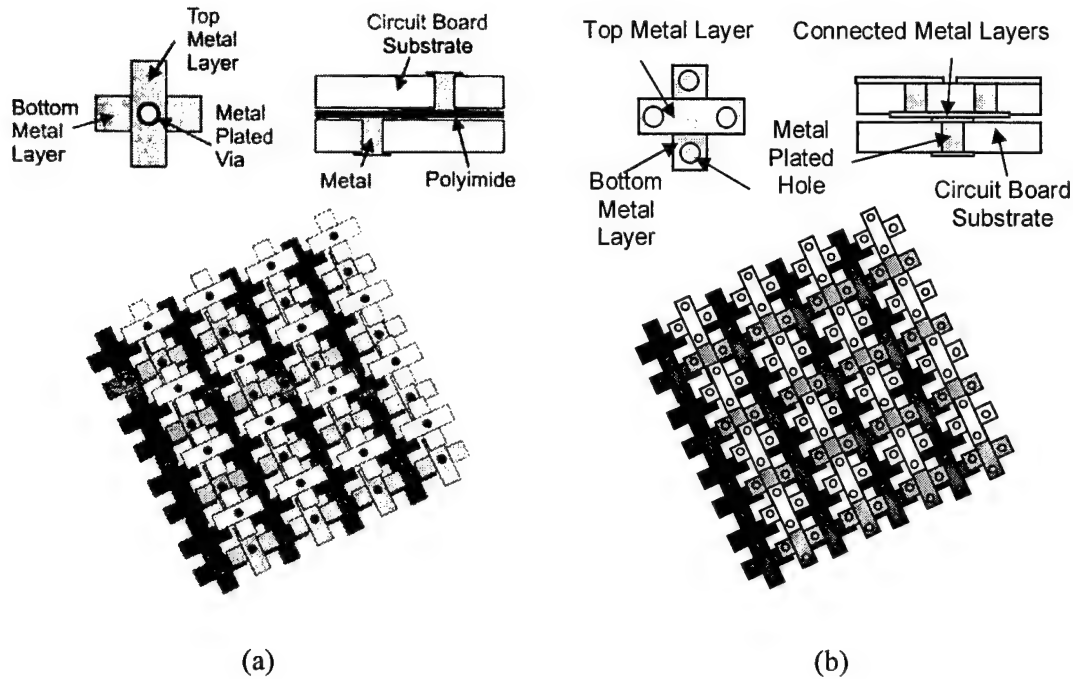 Top
Metal
Layer
Bottom
Metal
Layer
Metal
Plated
Via
Circuit Board
Substrate
Metal
Polyimide
Top Metal Layer
Bottom
Metal
Layer
Connected Metal Layers
Metal
Plated
Hole
Circuit Board
Substrate
(a)
(b)